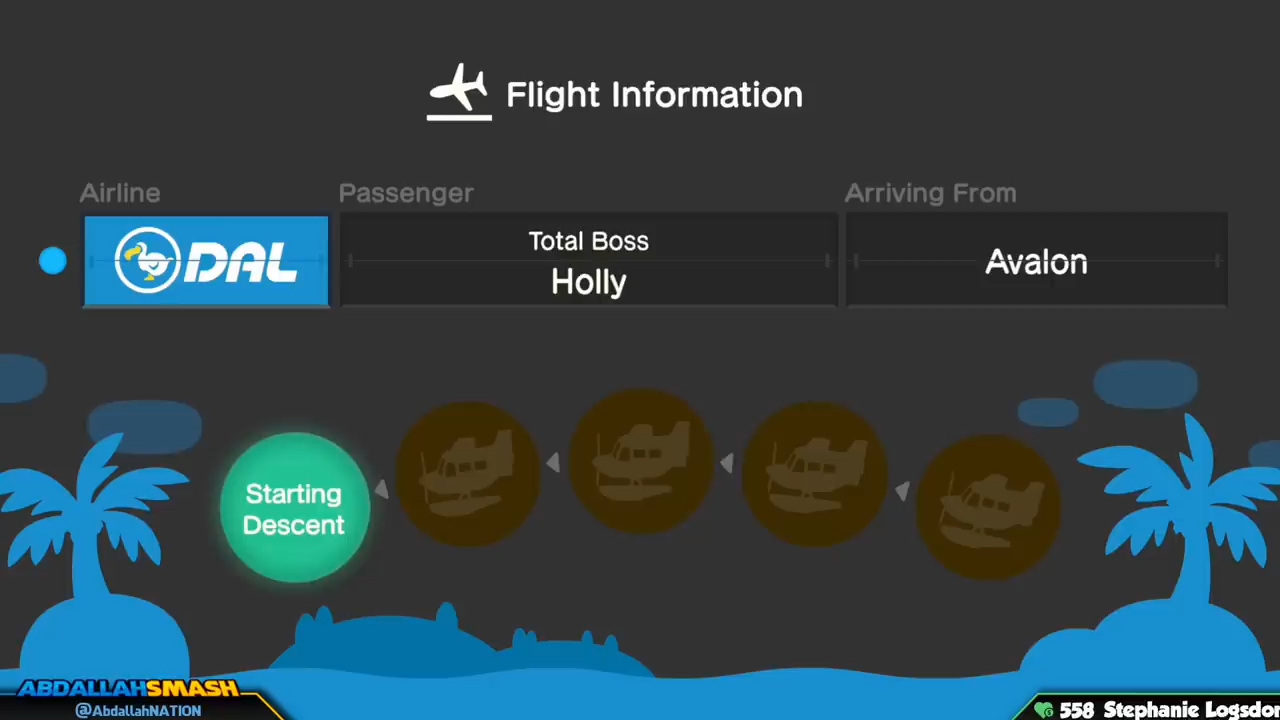 Flight Information
Airline
Passenger
Arriving From
DAL
Total Boss
Holly
Avalon
Starting
Descent
ABDALLAHSMASH
@AbdallahNATION
558 Stephanie Logsdon